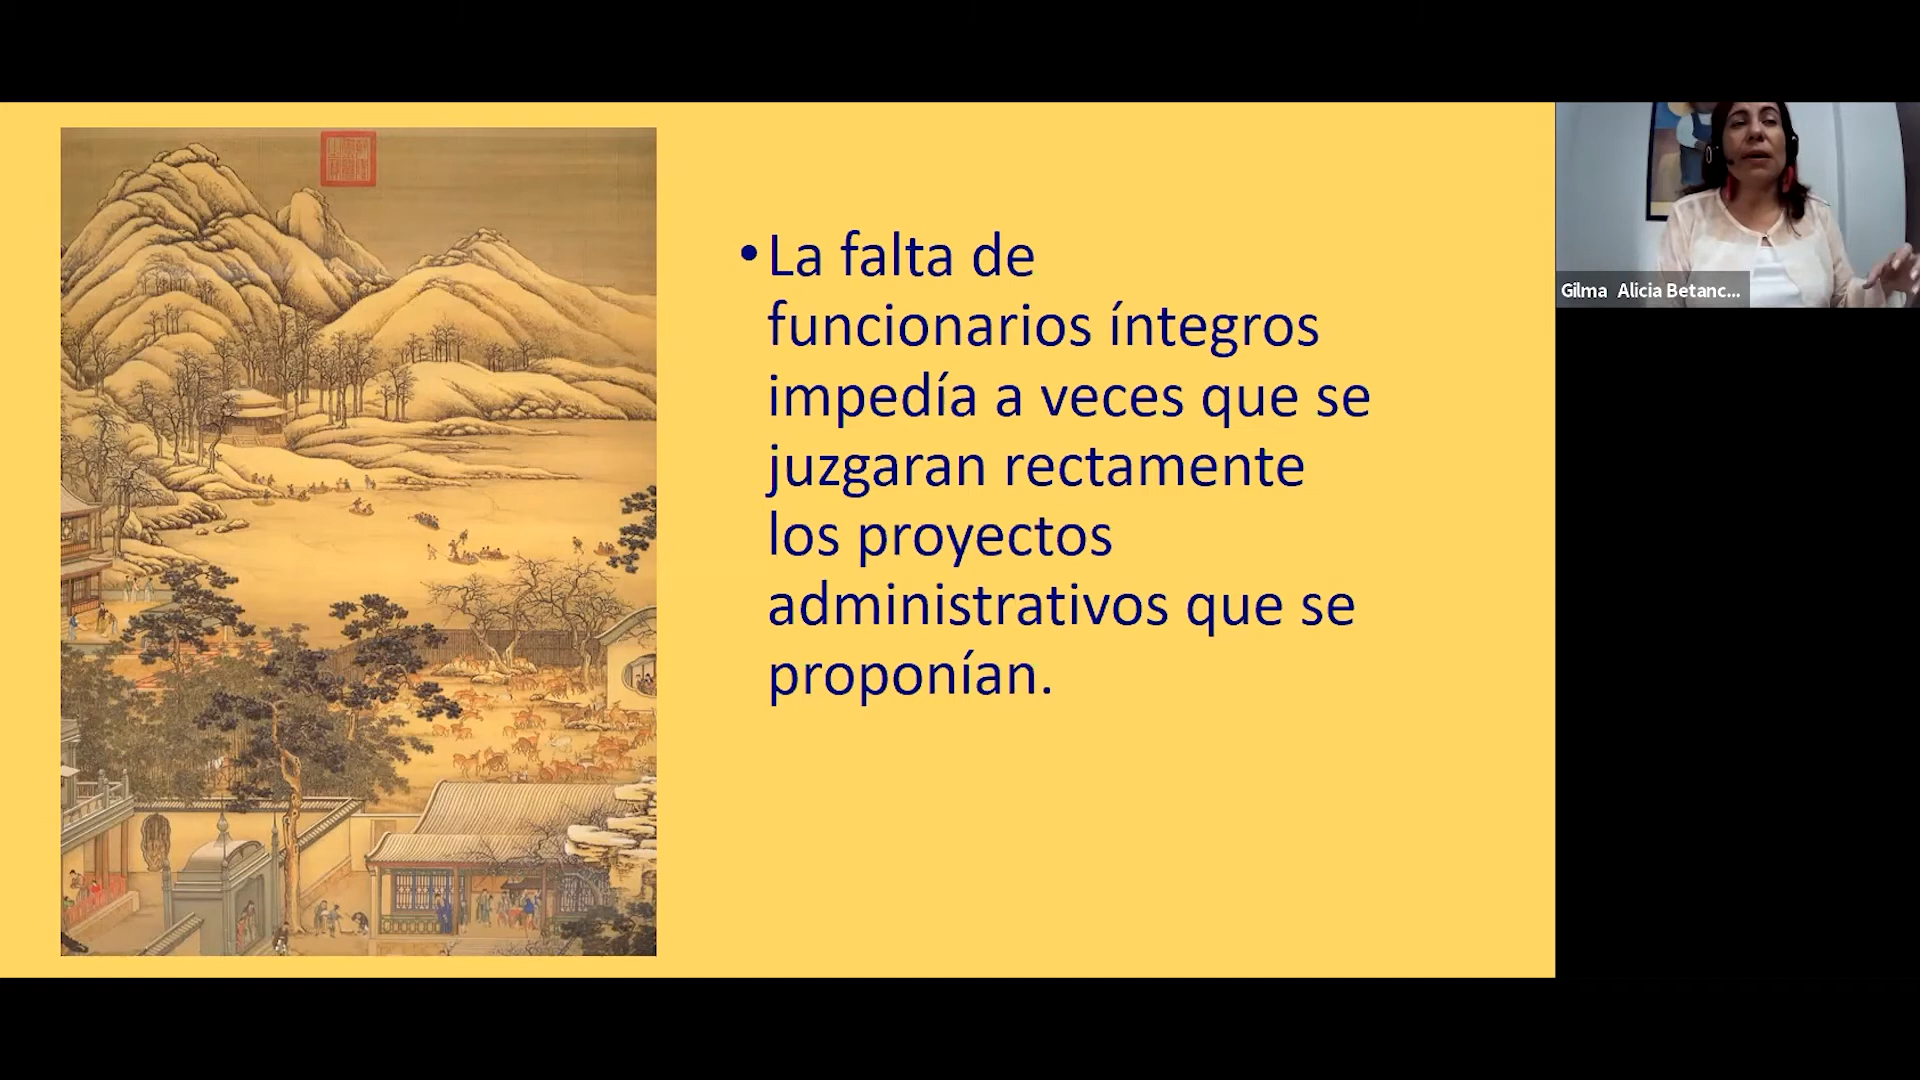 • La falta de
funcionarios íntegros
impedía a veces que se
juzgaran rectamente
los proyectos
administrativos que se
proponían.
Gilma Alicia Betanc...